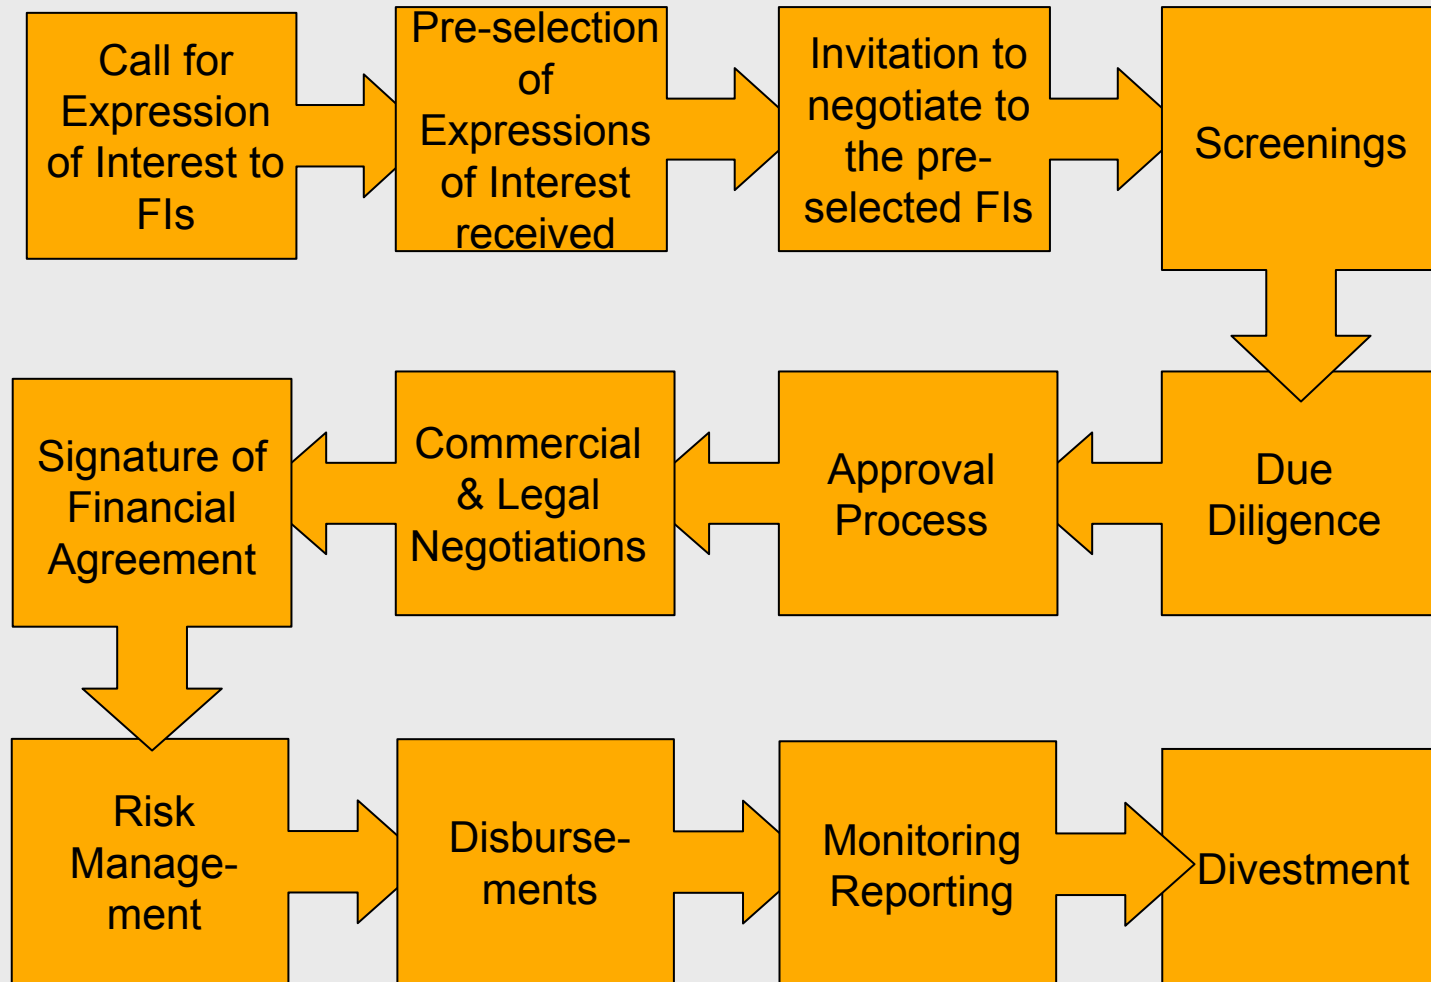 Call for
Expression
of Interest to
FIs
Pre-selection
of
Expressions
of Interest
received
Invitation to
negotiate to
the pre-
selected FIs
Screenings
Signature of
Financial
Agreement
Commercial
& Legal
Negotiations
Approval
Process
Due
Diligence
Risk
Manage-
ment
Disburse-
ments
Monitoring
Reporting
Divestment